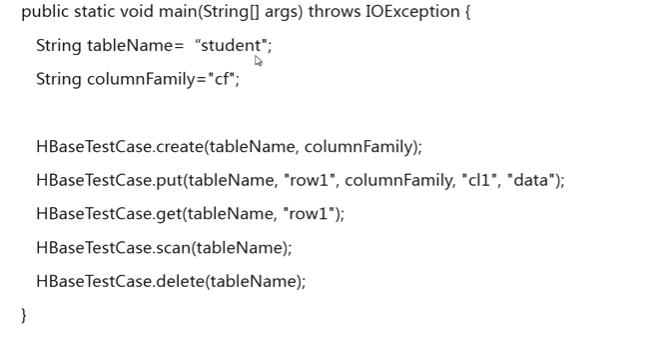 public static void main(String[] args) throws IOException {
String tableName= “student";
String columnFamily="cf";
HBaseTestCase.create(tableName, columnFamily);
HBaseTestCase.put(tableName, "row1", columnFamily, "cl1", "data");
HBaseTestCase.get(tableName, "row1");
HBaseTestCase.scan(tableName);
HBaseTestCase.delete(tableName);
}